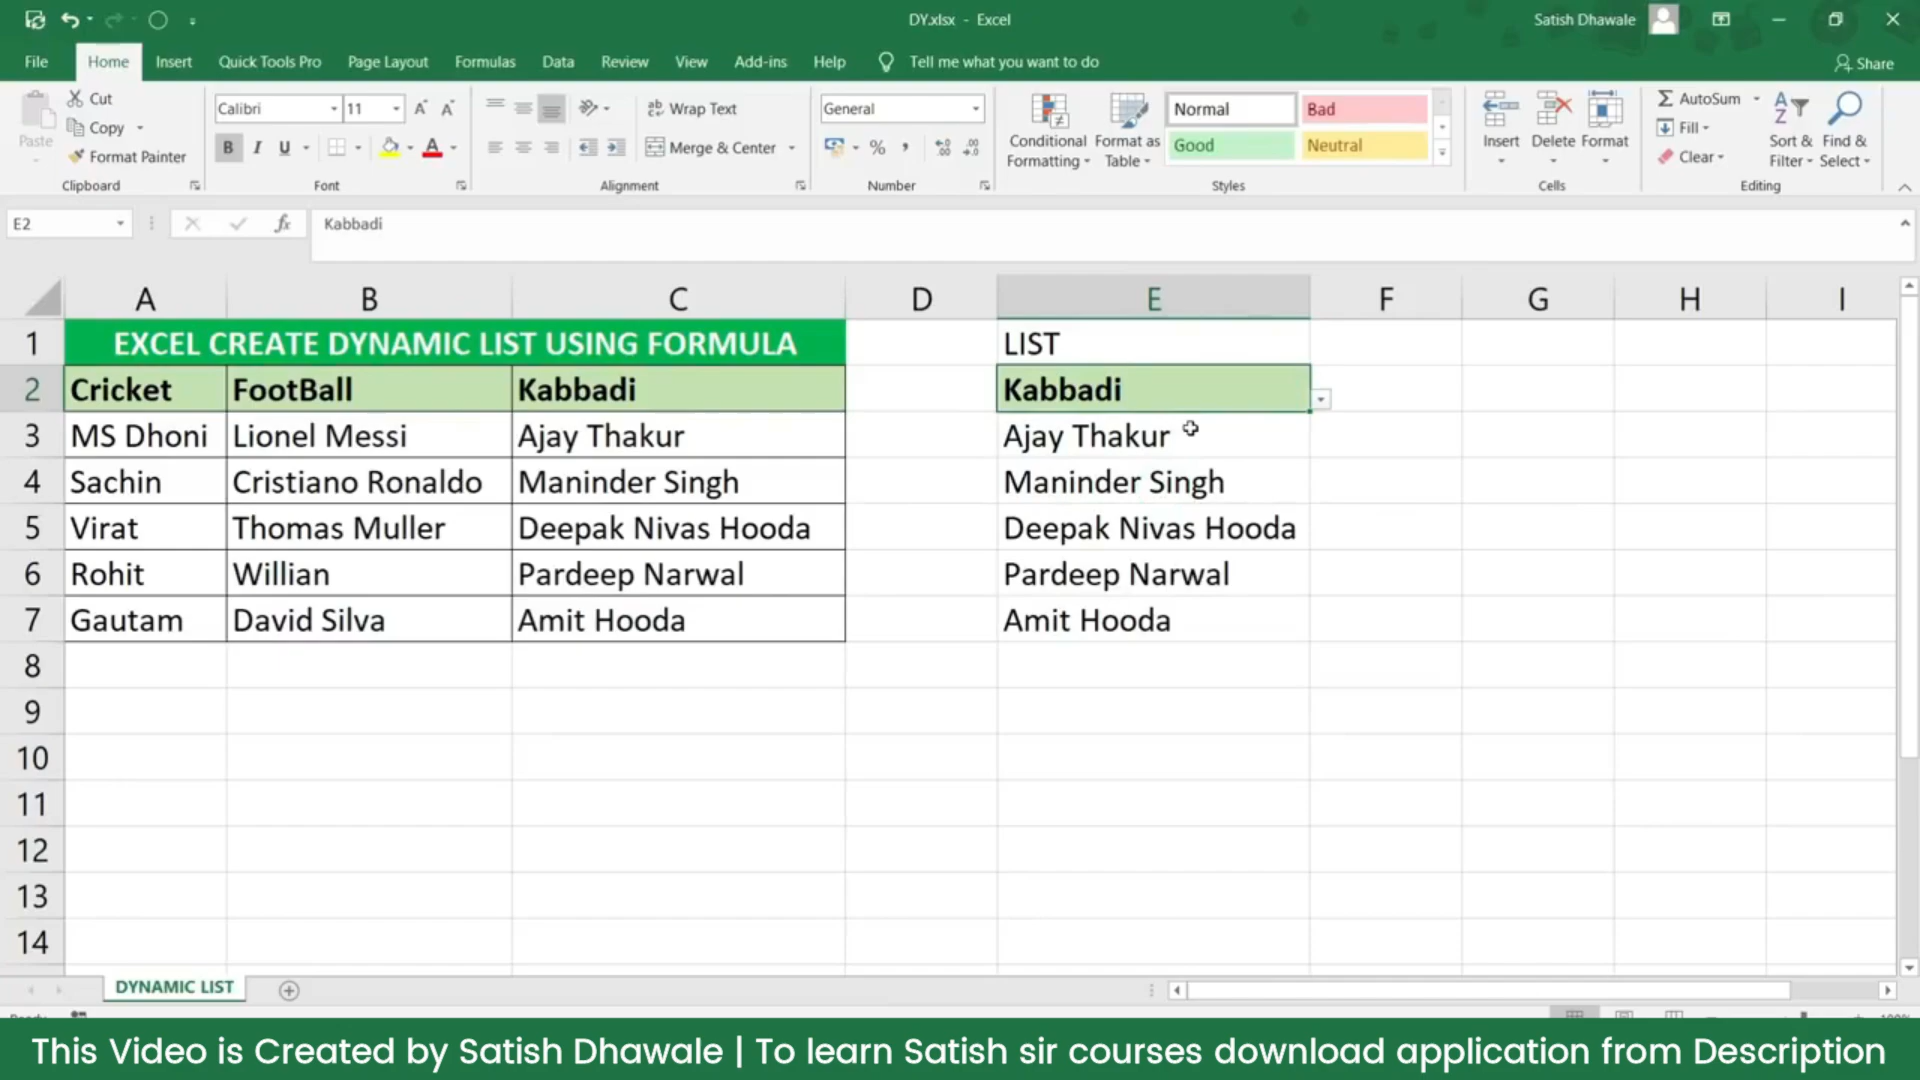 DY.xlsx - Excel
Satish Dhawale
File Home Insert Quick Tools Pro Page Layout Formulas Data Review View Add-ins Help Tell me what you want to do Share
Paste
Cut
Copy
Format Painter
Clipboard
Calibri 11
B I U
Font
Wrap Text
Merge & Center
Alignment
General
Number
Conditional Formatting
Format as Table
Normal Bad
Good Neutral
Styles
Insert Delete Format
Cells
AutoSum
Fill
Clear
Sort & Filter
Find & Select
Editing
E2 fx Kabbadi
A B C D E F G H I
1 EXCEL CREATE DYNAMIC LIST USING FORMULA LIST
2 Cricket FootBall Kabbadi Kabbadi
3 MS Dhoni Lionel Messi Ajay Thakur Ajay Thakur
4 Sachin Cristiano Ronaldo Maninder Singh Maninder Singh
5 Virat Thomas Muller Deepak Nivas Hooda Deepak Nivas Hooda
6 Rohit Willian Pardeep Narwal Pardeep Narwal
7 Gautam David Silva Amit Hooda Amit Hooda
8
9
10
11
12
13
14
DYNAMIC LIST
This Video is Created by Satish Dhawale | To learn Satish sir courses download application from Description